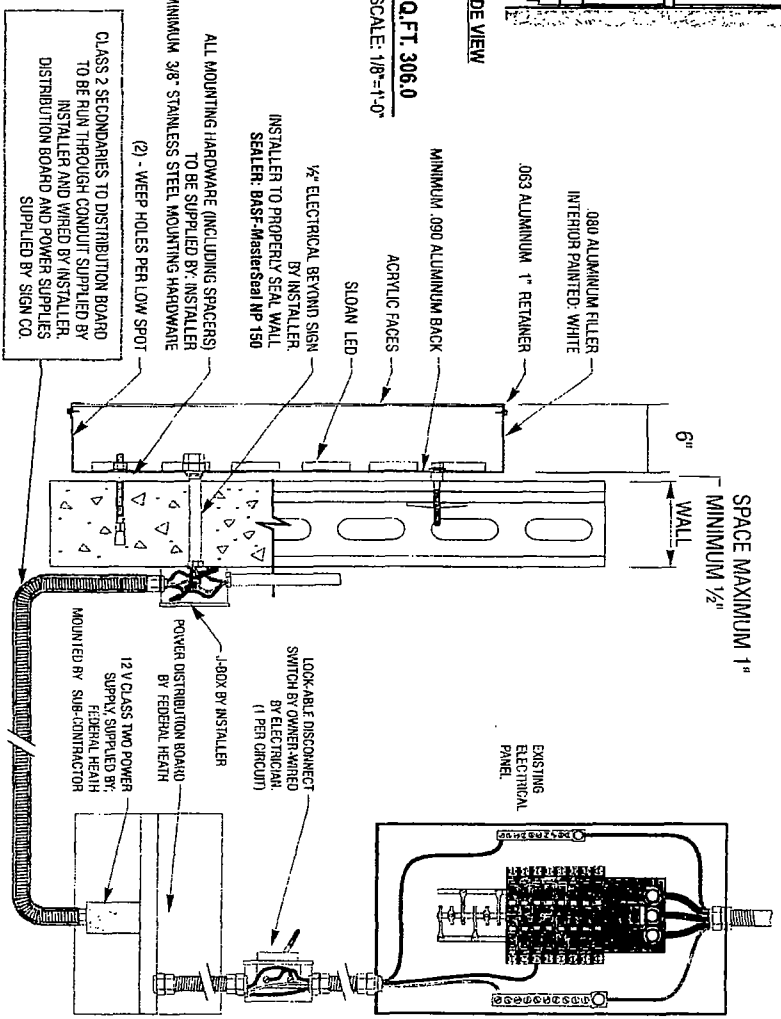 DE VIEW
Q.FT. 306.0
SCALE: 1/8"=1'-0"
.080 ALUMINUM FILLER
INTERIOR PAINTED: WHITE
.063 ALUMINUM 1" RETAINER
MINIMUM .090 ALUMINUM BACK
ACRYLIC FACES
SLOAN LED
½" ELECTRICAL BEYOND SIGN
BY INSTALLER.
INSTALLER TO PROPERLY SEAL WALL
SEALER: BASF-MasterSeal NP 150
ALL MOUNTING HARDWARE (INCLUDING SPACERS)
TO BE SUPPLIED BY: INSTALLER
MINIMUM 3/8" STAINLESS STEEL MOUNTING HARDWARE
(2) - WEEP HOLES PER LOW SPOT
CLASS 2 SECONDARIES TO DISTRIBUTION BOARD
TO BE RUN THROUGH CONDUIT SUPPLIED BY
INSTALLER AND WIRED BY INSTALLER.
DISTRIBUTION BOARD AND POWER SUPPLIES
SUPPLIED BY SIGN CO.
6"
SPACE MAXIMUM 1"
MINIMUM ½"
WALL
EXISTING
ELECTRICAL
PANEL
LOCK-ABLE DISCONNECT
SWITCH BY OWNER-WIRED
BY ELECTRICIAN.
(1 PER CIRCUIT)
J-BOX BY INSTALLER
POWER DISTRIBUTION BOARD
BY FEDERAL HEATH
12 V CLASS TWO POWER
SUPPLY, SUPPLIED BY:
FEDERAL HEATH
MOUNTED BY SUB-CONTRACTOR